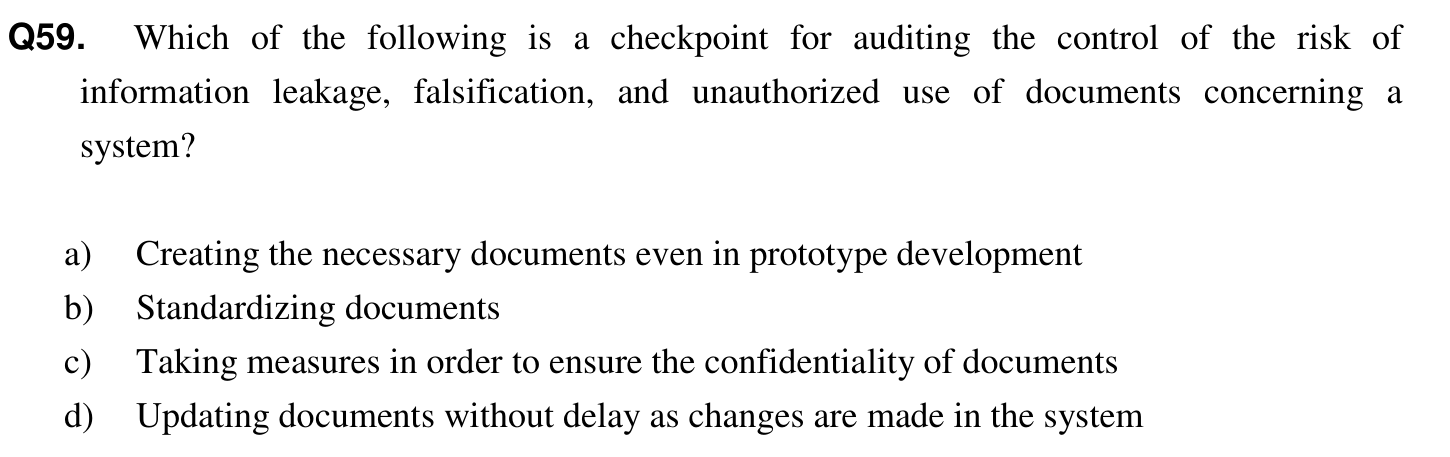 Q59. Which of the following is a checkpoint for auditing the control of the risk of
information leakage, falsification, and unauthorized use of documents concerning a
system?
a) Creating the necessary documents even in prototype development
b) Standardizing documents
c) Taking measures in order to ensure the confidentiality of documents
d) Updating documents without delay as changes are made in the system